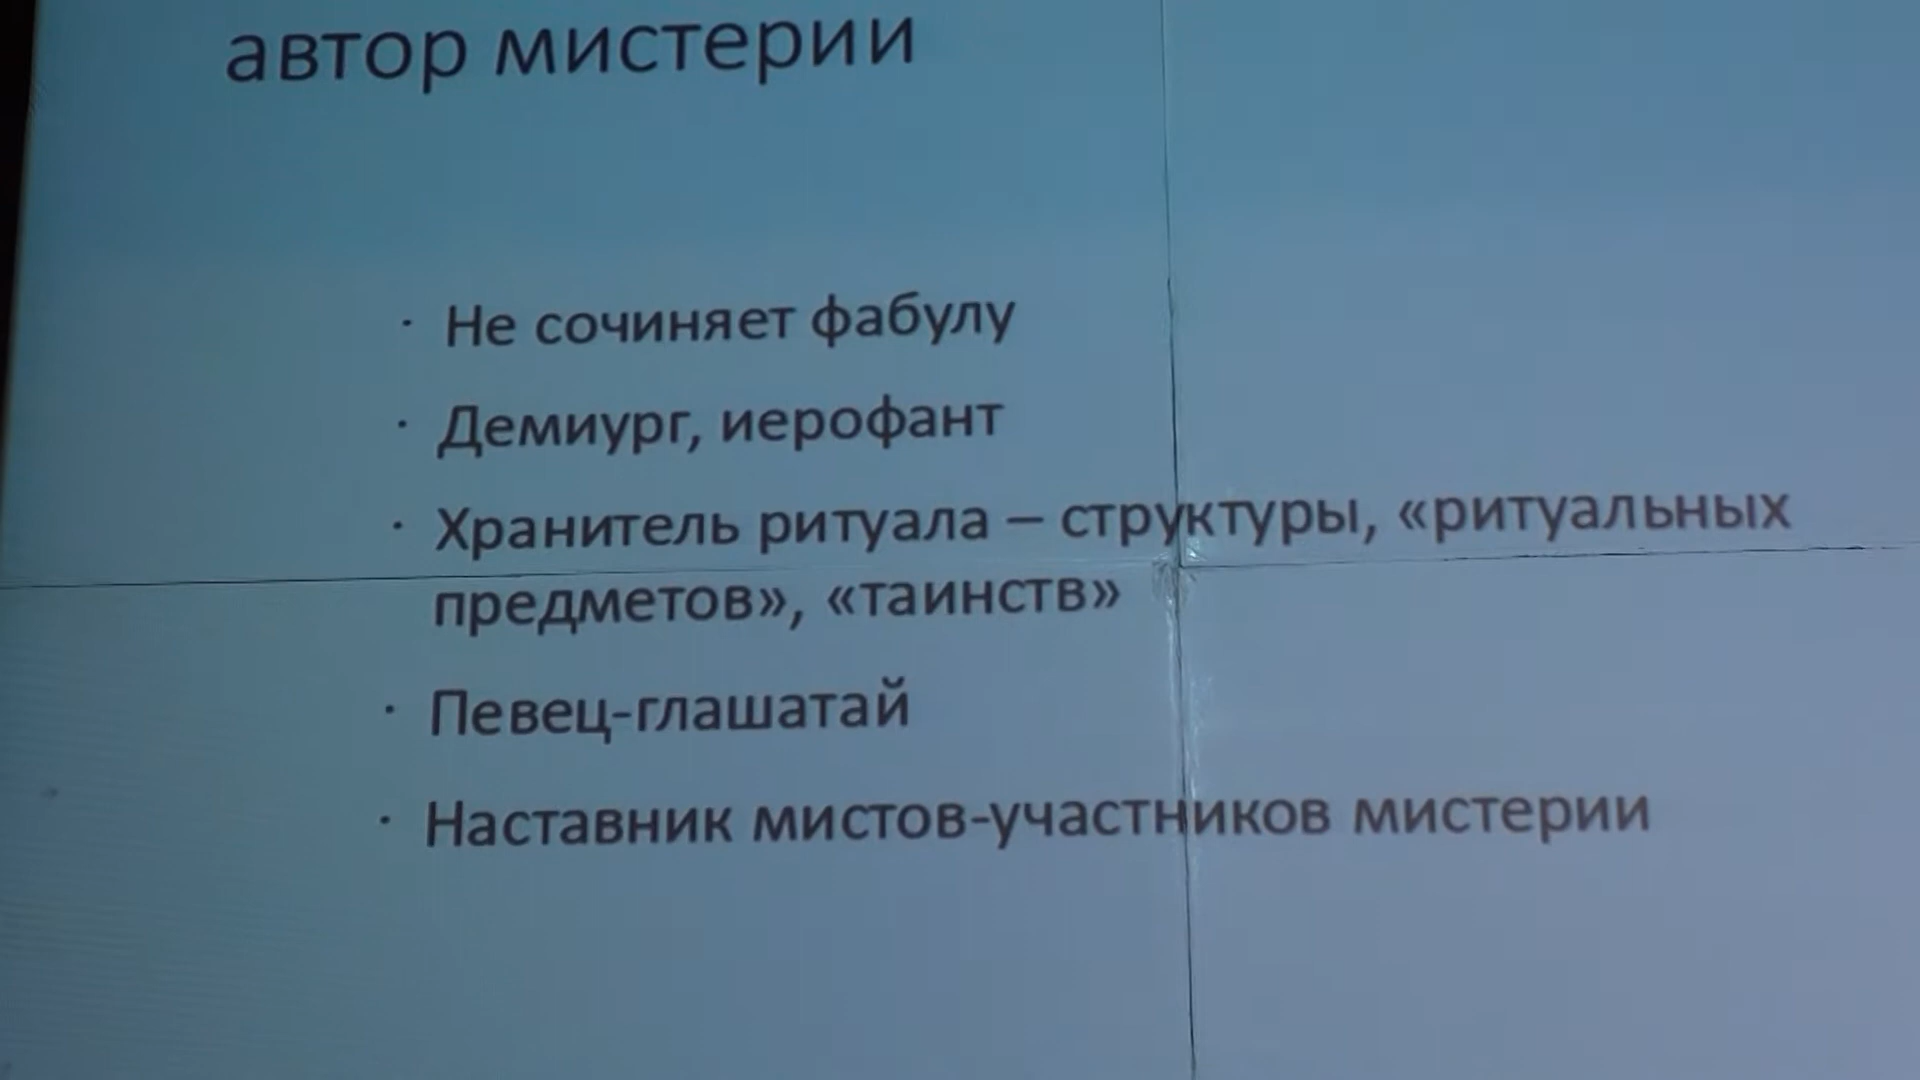 автор мистерии
· Не сочиняет фабулу
· Демиург, иерофант
· Хранитель ритуала – структуры, «ритуальных
предметов», «таинств»
· Певец-глашатай
· Наставник мистов-участников мистерии